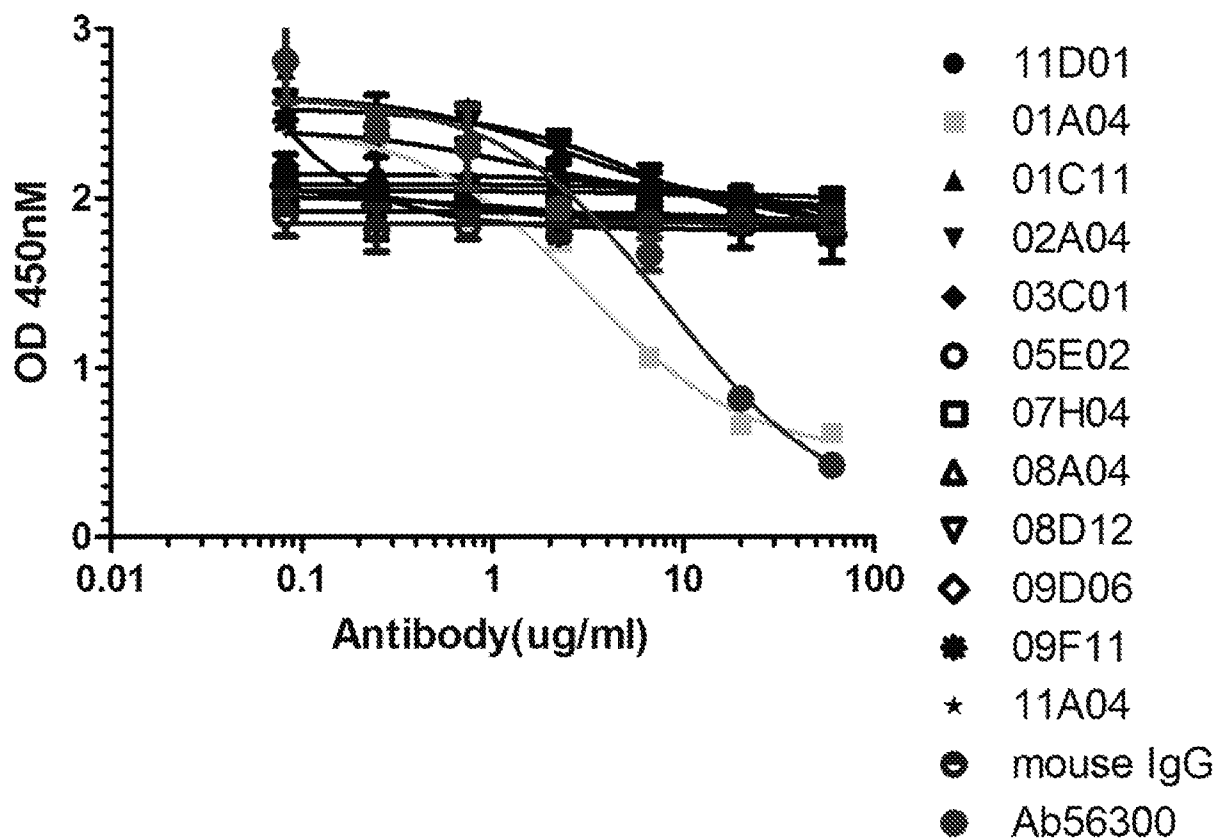 3
2
1
0
OD 450nM
0.01
0.1
1
10
100
Antibody(ug/ml)
11D01
01A04
01C11
02A04
03C01
05E02
07H04
08A04
08D12
09D06
09F11
11A04
mouse IgG
Ab56300